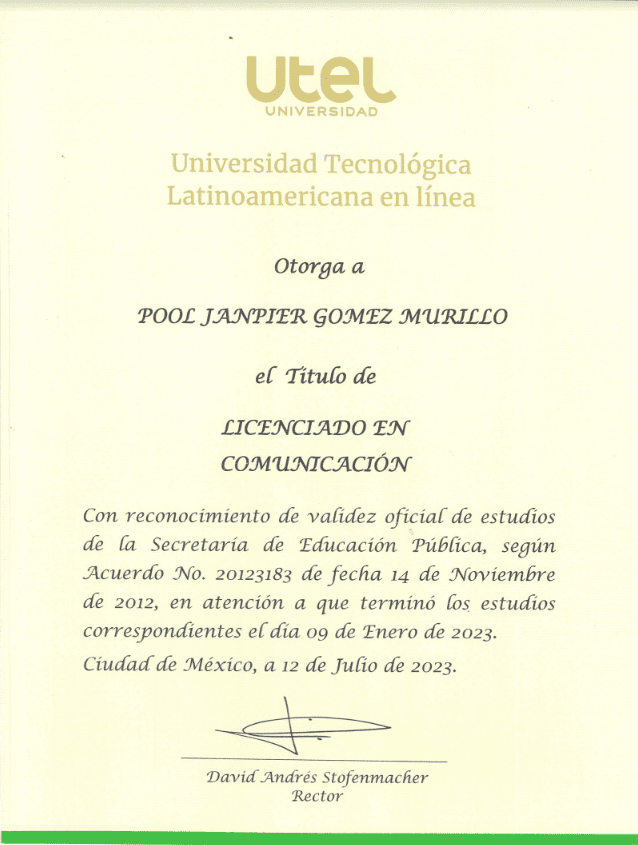 Utel
UNIVERSIDAD
Universidad Tecnológica
Latinoamericana en línea
Otorga a
POOL JANPIER GOMEZ MURILLO
el Título de
LICENCIADO EN
COMUNICACIÓN
Con reconocimiento de validez oficial de estudios
de la Secretaría de Educación Pública, según
Acuerdo No. 20123183 de fecha 14 de Noviembre
de 2012, en atención a que terminó los estudios
correspondientes el día 09 de Enero de 2023.
Ciudad de México, a 12 de Julio de 2023.
David Andrés Stofenmacher
Rector